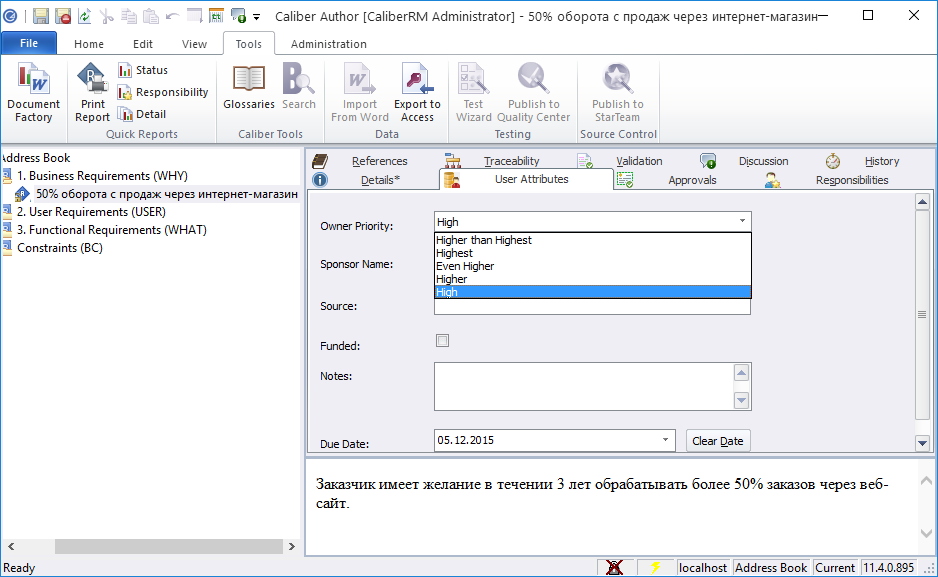 Caliber Author [CaliberRM Administrator] - 50% оборота с продаж через интернет-магазин
File Home Edit View Tools Administration
Document Factory
Print Report
Status
Responsibility
Detail
Quick Reports
Glossaries
Search
Caliber Tools
Import From Word
Export to Access
Data
Test Wizard
Publish to Quality Center
Testing
Publish to StarTeam
Source Control
Address Book
1. Business Requirements (WHY)
50% оборота с продаж через интернет-магазин
2. User Requirements (USER)
3. Functional Requirements (WHAT)
Constraints (BC)
References Traceability Validation Discussion History
Details* User Attributes Approvals Responsibilities
Owner Priority: High
Higher than Highest
Highest
Even Higher
Higher
High
Sponsor Name:
Source:
Funded:
Notes:
Due Date: 05.12.2015 Clear Date
Заказчик имеет желание в течении 3 лет обрабатывать более 50% заказов через веб-
сайт.
Ready localhost Address Book Current 11.4.0.895